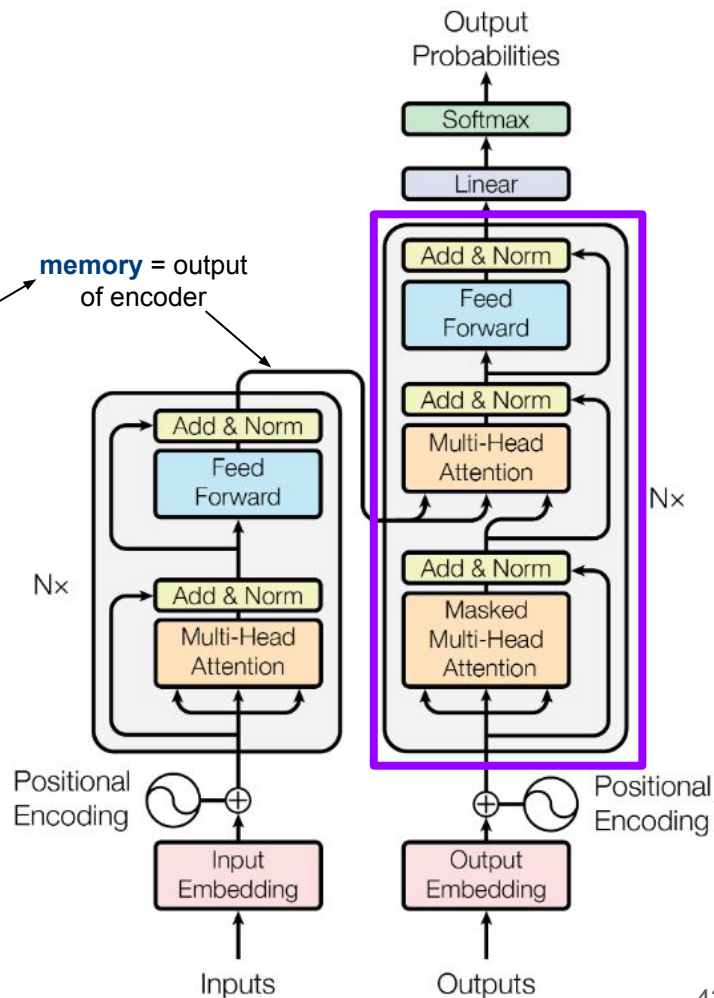 Output
Probabilities
Softmax
Linear
memory = output
of encoder
Add & Norm
Feed
Forward
Add & Norm
Multi-Head
Attention
Add & Norm
Masked
Multi-Head
Attention
Nx
Add & Norm
Feed
Forward
Add & Norm
Multi-Head
Attention
Nx
Positional
Encoding
Positional
Encoding
Input
Embedding
Output
Embedding
Inputs
Outputs